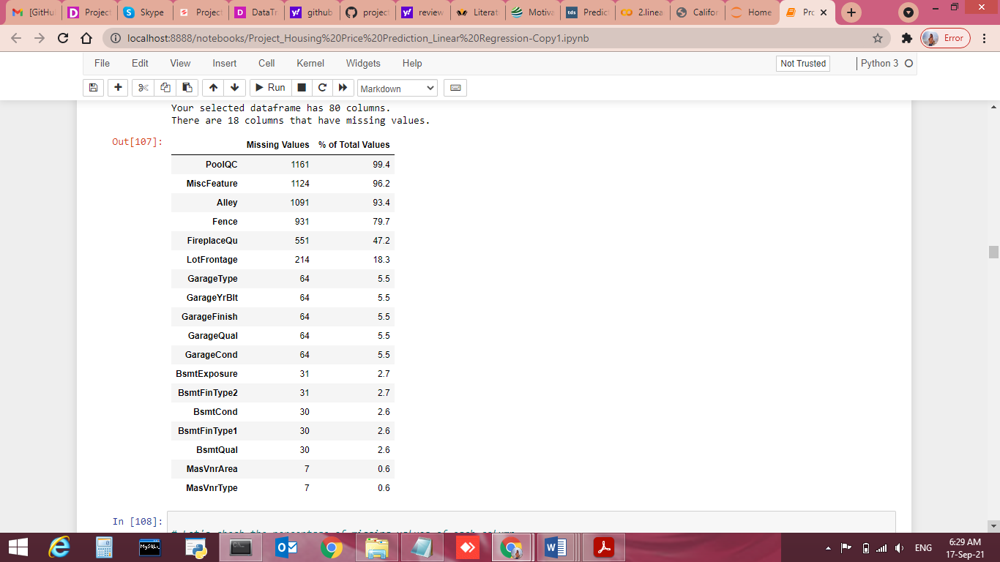 [GitHu
Project
Skype
Project
DataTr
github
project
review
Literat
Motiva
Predict
2.linea
Califor
Home
Pro
localhost:8888/notebooks/Project_Housing%20Price%20Prediction_Linear%20Regression-Copy1.ipynb
Error
File Edit View Insert Cell Kernel Widgets Help
Not Trusted
Python 3
Run
Markdown
Your selected dataframe has 80 columns.
There are 18 columns that have missing values.
Out[107]:
Missing Values % of Total Values
PoolQC 1161 99.4
MiscFeature 1124 96.2
Alley 1091 93.4
Fence 931 79.7
FireplaceQu 551 47.2
LotFrontage 214 18.3
GarageType 64 5.5
GarageYrBlt 64 5.5
GarageFinish 64 5.5
GarageQual 64 5.5
GarageCond 64 5.5
BsmtExposure 31 2.7
BsmtFinType2 31 2.7
BsmtCond 30 2.6
BsmtFinType1 30 2.6
BsmtQual 30 2.6
MasVnrArea 7 0.6
MasVnrType 7 0.6
In [108]:
# Let's check the percentage of missing values of each column
ENG
6:29 AM
17-Sep-21